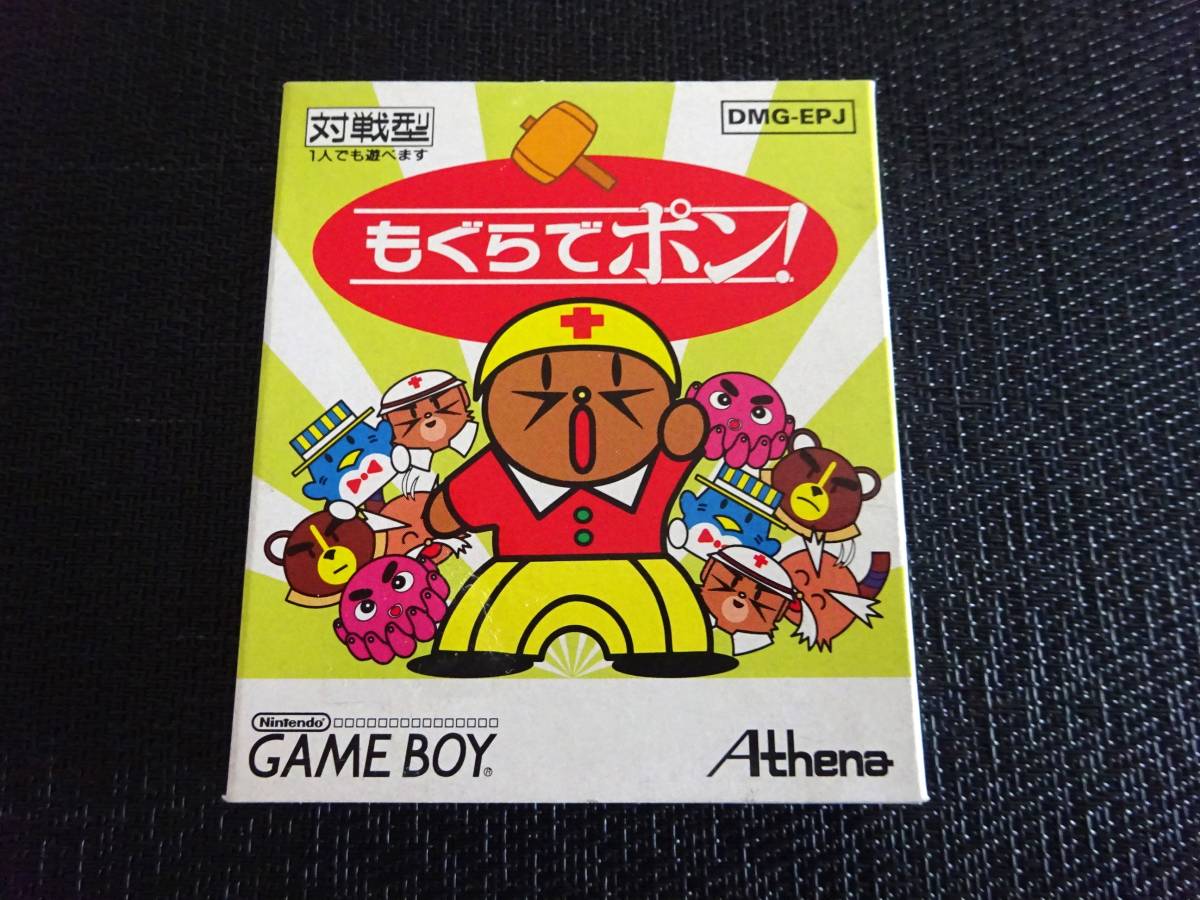 対戦型
1人でも遊べます
DMG-EPJ
もぐらでポン!
Nintendo
GAME BOY®
Athena